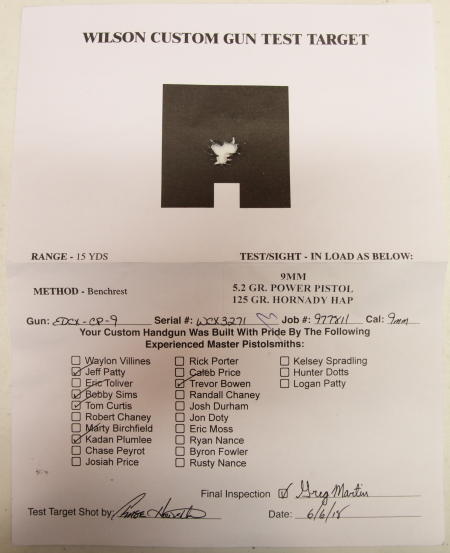 WILSON CUSTOM GUN TEST TARGET
RANGE - 15 YDS
TEST/SIGHT - IN LOAD AS BELOW:
METHOD - Benchrest
9MM
5.2 GR. POWER PISTOL
125 GR. HORNADY HAP
Gun: EDCX-CP-9 Serial #: WCX3271 Job #: 977811 Cal: 9mm
Your Custom Handgun Was Built With Pride By The Following
Experienced Master Pistolsmiths:
Waylon Villines
Jeff Patty
Eric Toliver
Bobby Sims
Tom Curtis
Robert Chaney
Marty Birchfield
Kadan Plumlee
Chase Peyrot
Josiah Price
Rick Porter
Caleb Price
Trevor Bowen
Randall Chaney
Josh Durham
Jon Doty
Eric Moss
Ryan Nance
Byron Fowler
Rusty Nance
Kelsey Spradling
Hunter Dotts
Logan Patty
Final Inspection Greg Martin
Test Target Shot by:
Date: 6/6/18